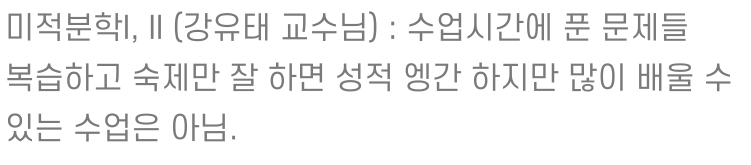 미적분학I, II (강유태 교수님) : 수업시간에 푼 문제들
복습하고 숙제만 잘 하면 성적 엥간 하지만 많이 배울 수
있는 수업은 아님.